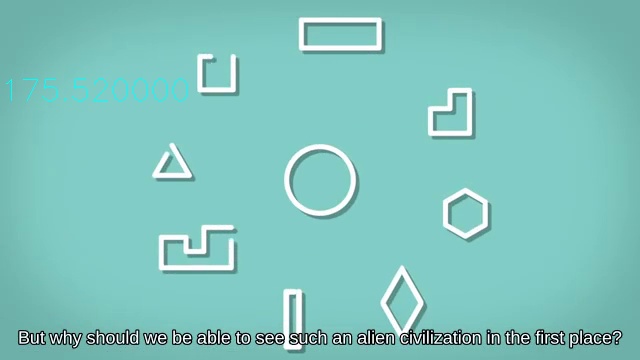 175.520000
But why should we be able to see such an alien civilization in the first place?